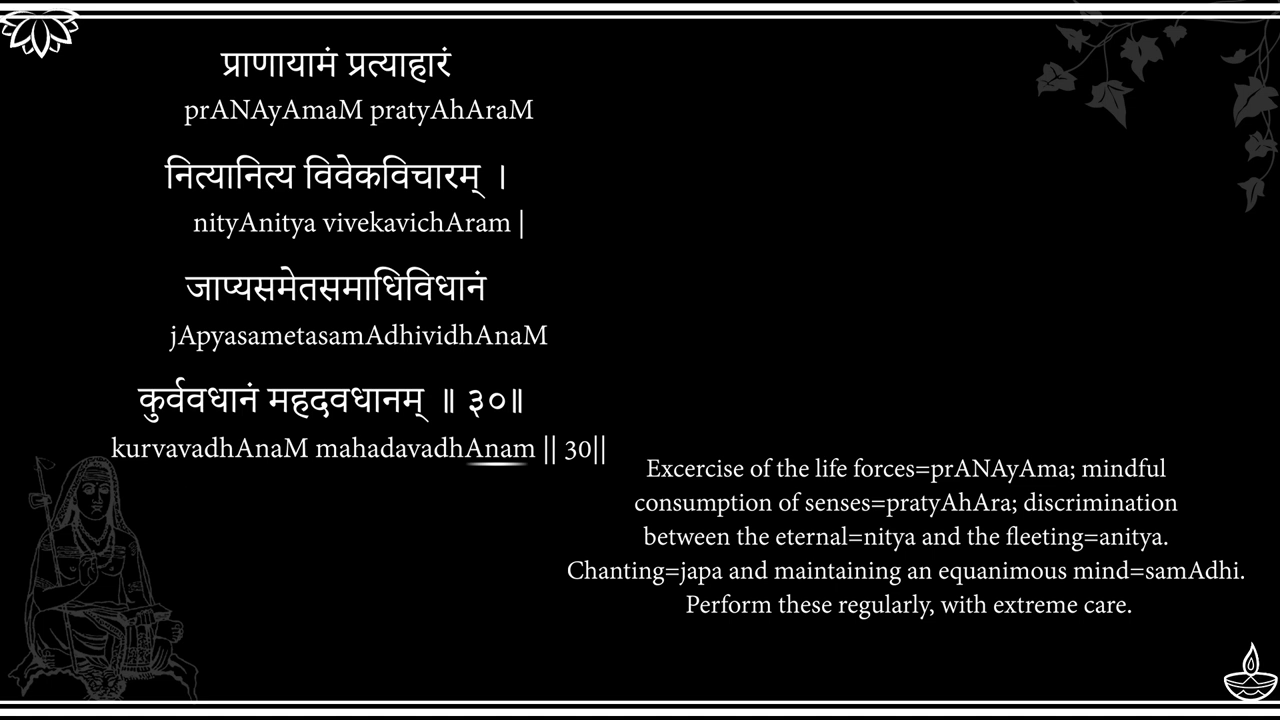 प्राणायामं प्रत्याहारं
prANAyAmaM pratyAhAraM
नित्यानित्य विवेकविचारम् ।
nityAnitya vivekavichAram |
जाप्यसमेतसमाधिविधानं
jApyasametasamAdhividhAnaM
कुर्ववधानं महदवधानम् ॥ ३०॥
kurvavadhAnaM mahadavadhAnam || 30||
Excercise of the life forces=prANAyAma; mindful
consumption of senses=pratyAhAra; discrimination
between the eternal=nitya and the fleeting=anitya.
Chanting=japa and maintaining an equanimous mind=samAdhi.
Perform these regularly, with extreme care.